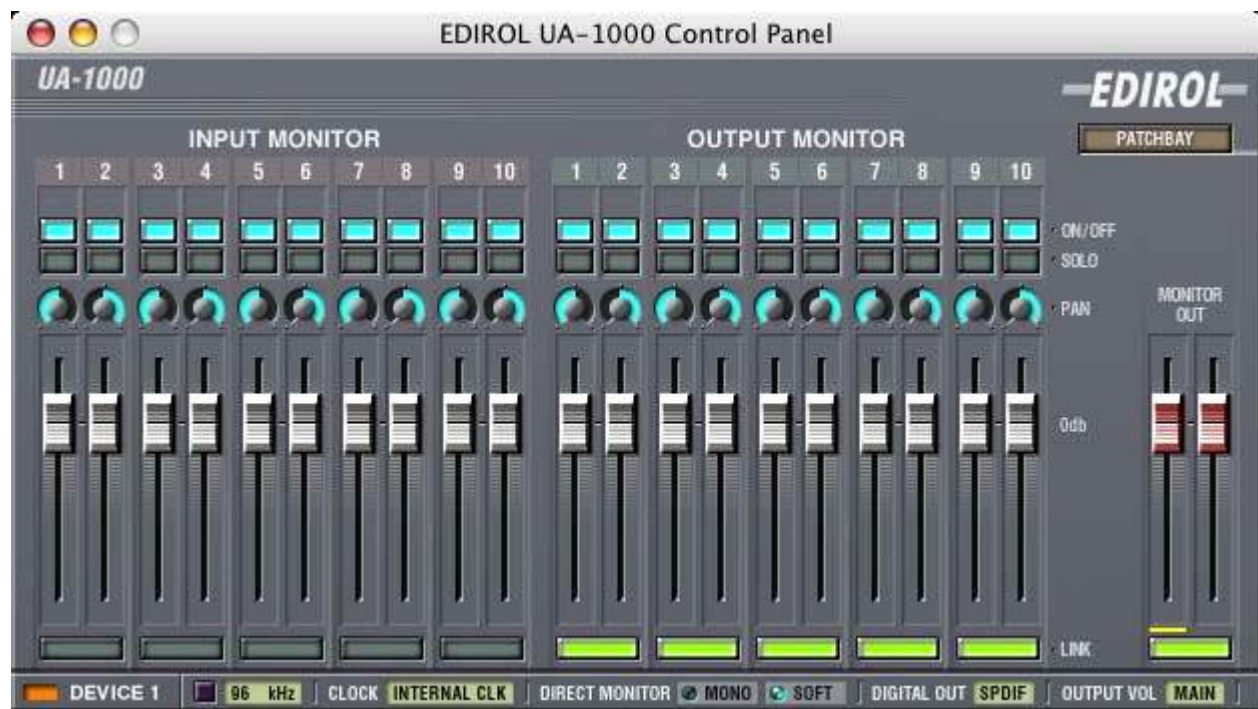 EDIROL UA-1000 Control Panel
UA-1000
EDIROL
INPUT MONITOR
OUTPUT MONITOR
PATCHBAY
1 2 3 4 5 6 7 8 9 10
1 2 3 4 5 6 7 8 9 10
ON/OFF
SOLO
PAN
MONITOR
OUT
0db
LINK
DEVICE 1
96 kHz
CLOCK INTERNAL CLK
DIRECT MONITOR MONO SOFT
DIGITAL OUT SPDIF
OUTPUT VOL MAIN